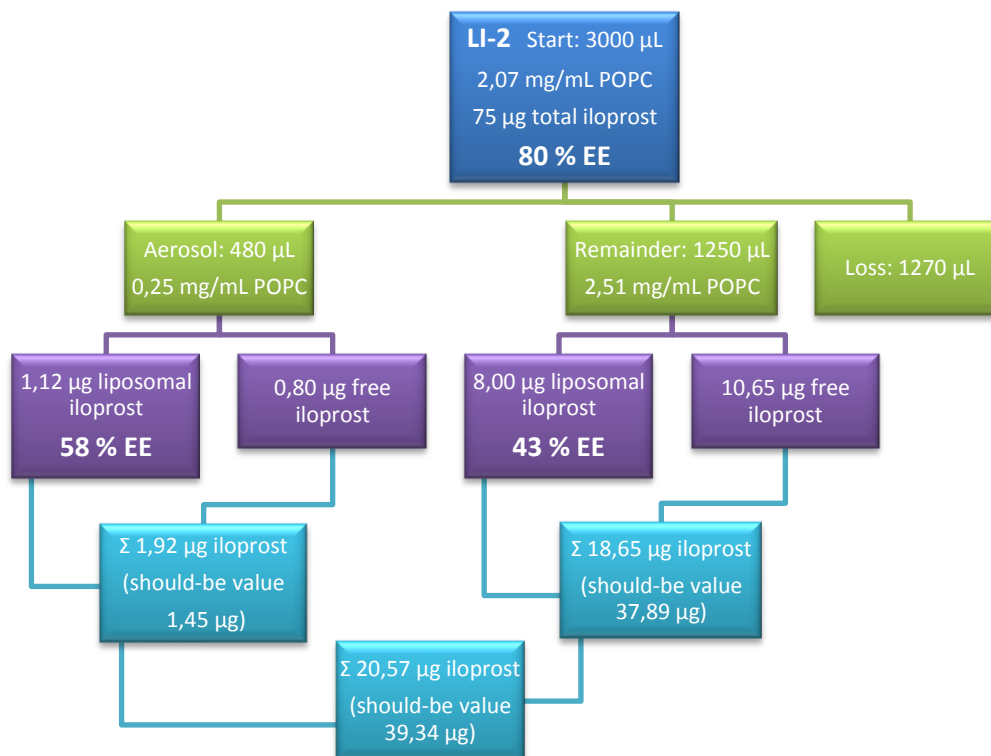 LI-2 Start: 3000 µL
2,07 mg/mL POPC
75 µg total iloprost
80 % EE
Aerosol: 480 µL
0,25 mg/mL POPC
Remainder: 1250 µL
2,51 mg/mL POPC
Loss: 1270 µL
1,12 µg liposomal
iloprost
58 % EE
0,80 µg free
iloprost
8,00 µg liposomal
iloprost
43 % EE
10,65 µg free
iloprost
Σ 1,92 µg iloprost
(should-be value
1,45 µg)
Σ 18,65 µg iloprost
(should-be value
37,89 µg)
Σ 20,57 µg iloprost
(should-be value
39,34 µg)